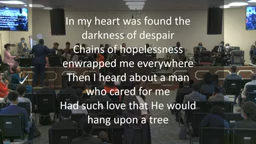 In my heart was found the
darkness of despair
Chains of hopelessness
enwrapped me everywhere
Then I heard about a man
who cared for me
Had such love that He would
hang upon a tree